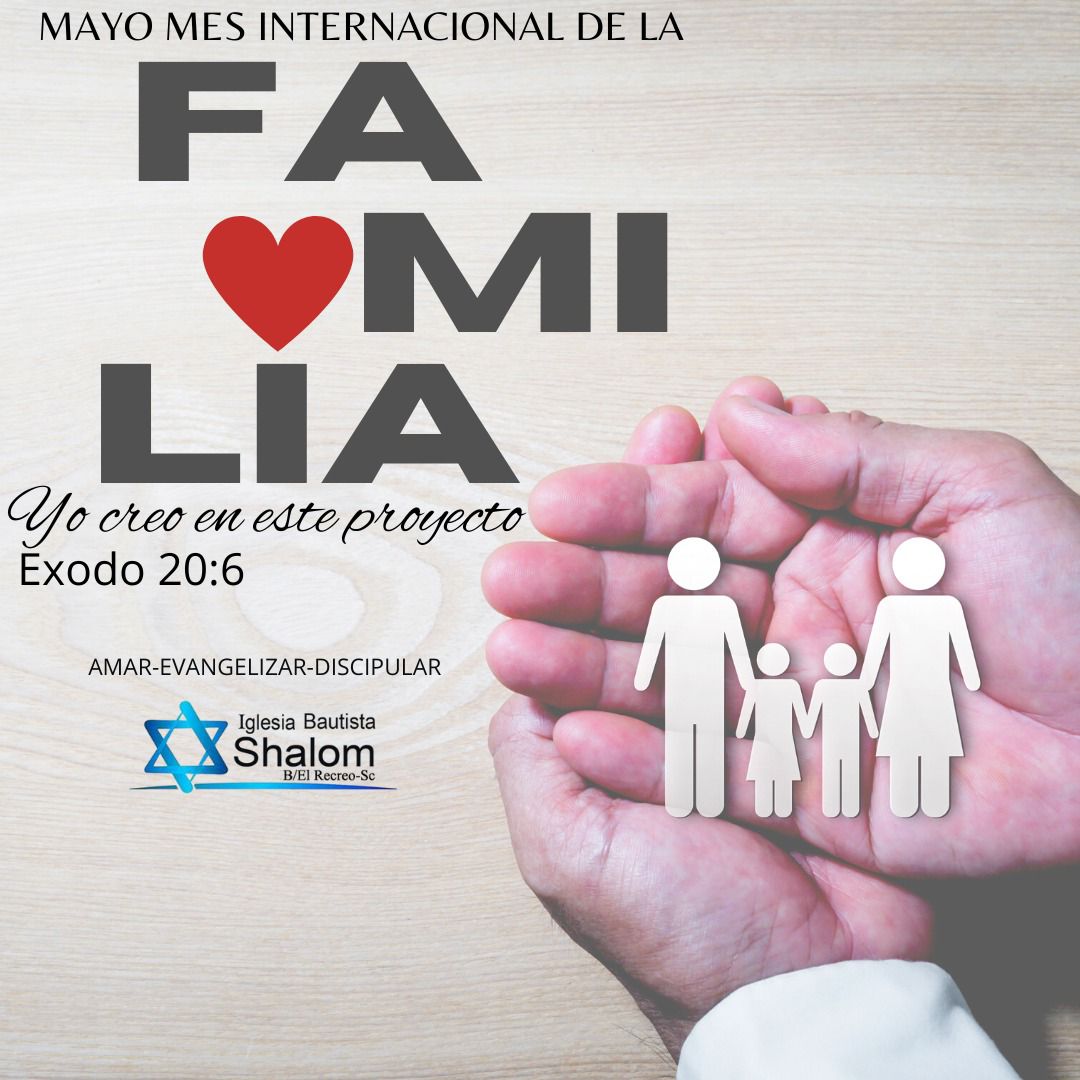 MAYO MES INTERNACIONAL DE LA
FA
MI
LIA
Yo creo en este proyecto
Exodo 20:6
AMAR-EVANGELIZAR-DISCIPULAR
Iglesia Bautista
Shalom
B/El Recreo-Sc